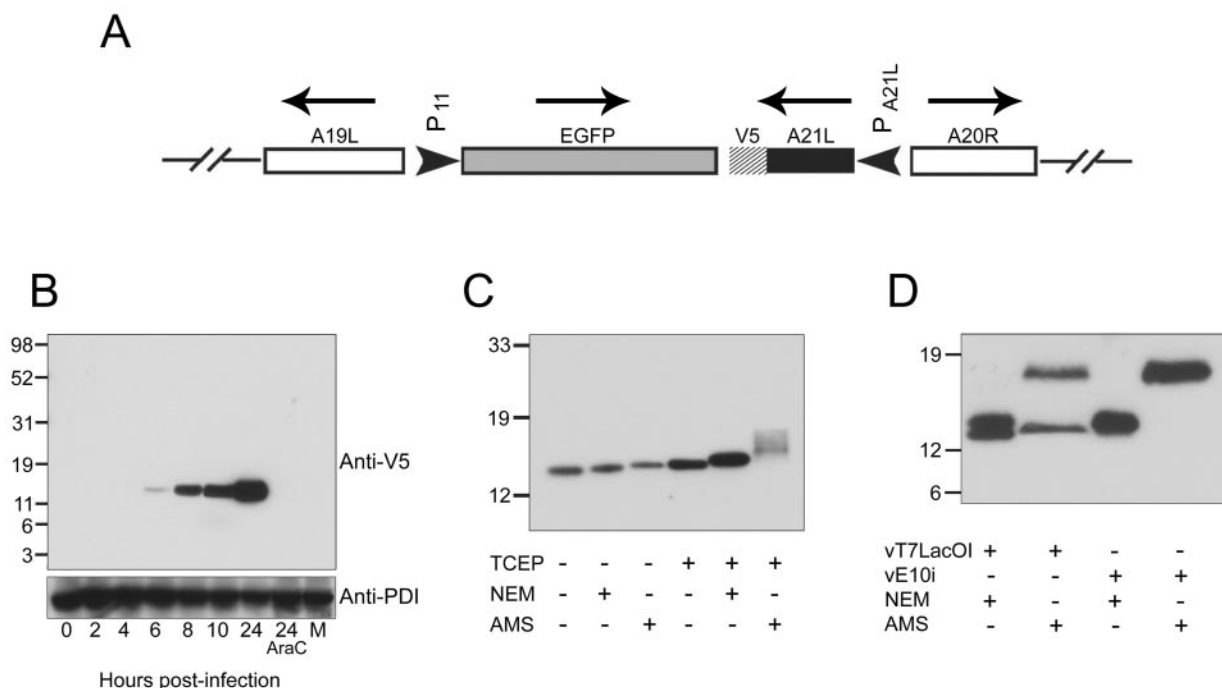 A
P11
PA21L
A19L EGFP V5 A21L A20R
B
98
52
31
19
11
6
3
Anti-V5
Anti-PDI
0 2 4 6 8 10 24 24 M
AraC
Hours post-infection
C
33
19
12
TCEP - - - + + +
NEM - + - - + -
AMS - - + - - +
D
19
12
6
vT7LacOI + + - -
vE10i - - + +
NEM + - + -
AMS - + - +